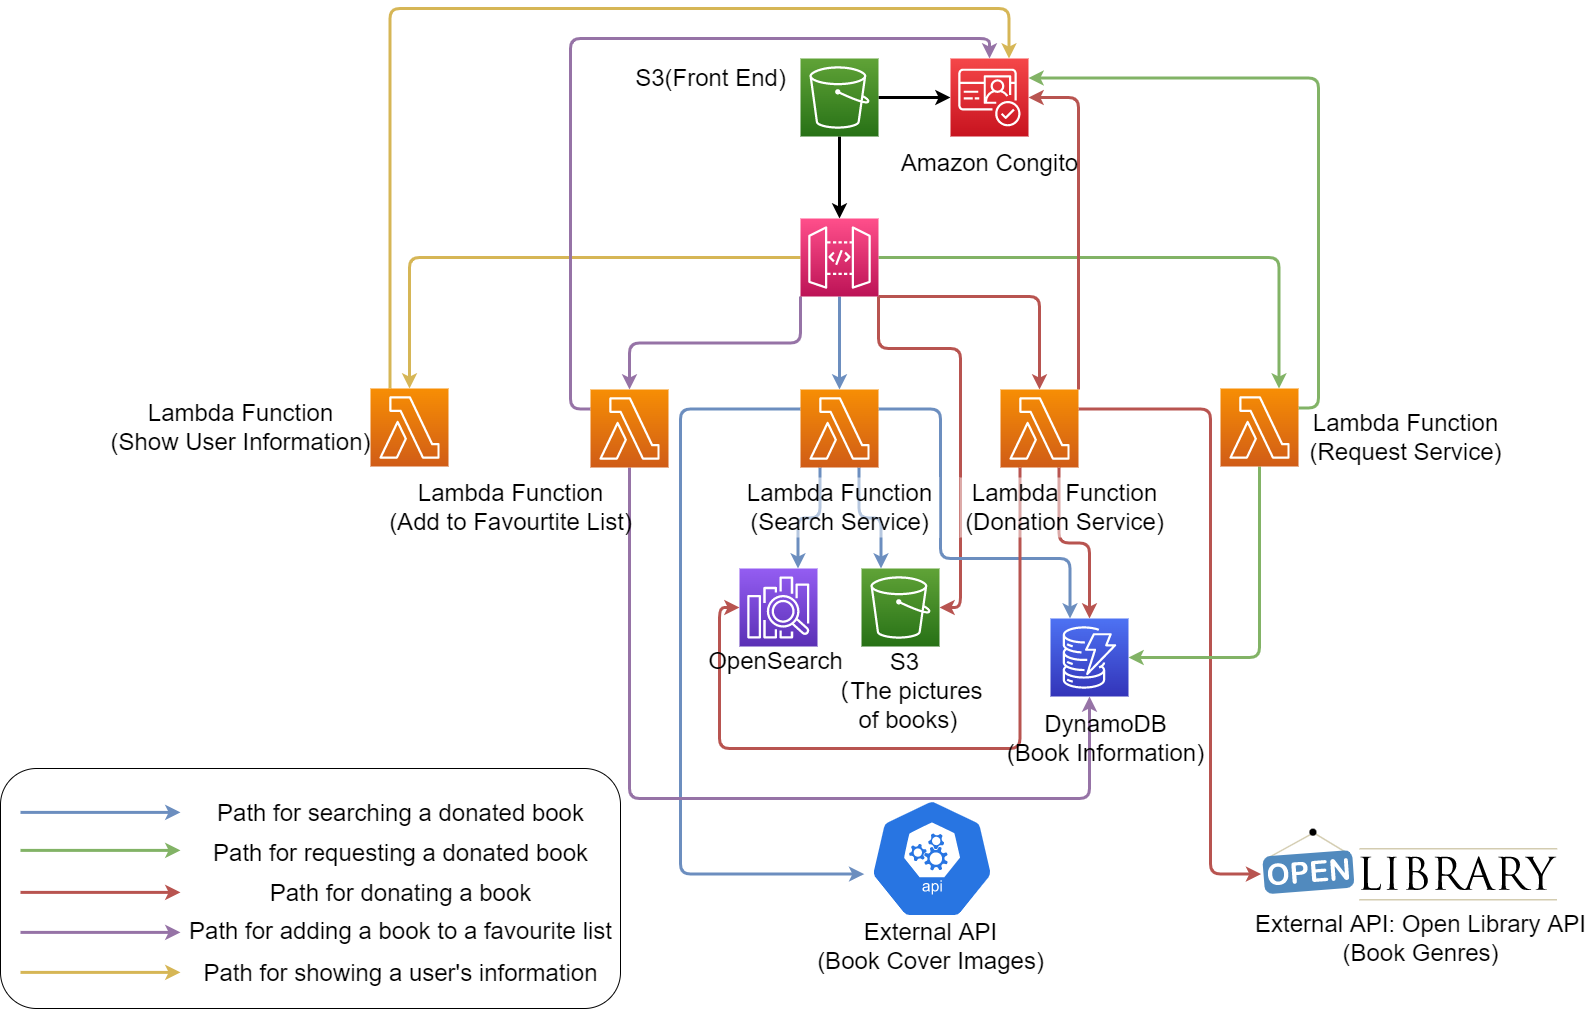 S3(Front End)
Amazon Congito
</>
Lambda Function
(Show User Information)
Lambda Function
(Add to Favourtite List)
Lambda Function
(Search Service)
Lambda Function
(Donation Service)
Lambda Function
(Request Service)
OpenSearch
S3
(The pictures
of books)
DynamoDB
(Book Information)
api
External API
(Book Cover Images)
OPEN LIBRARY
External API: Open Library API
(Book Genres)
Path for searching a donated book
Path for requesting a donated book
Path for donating a book
Path for adding a book to a favourite list
Path for showing a user's information